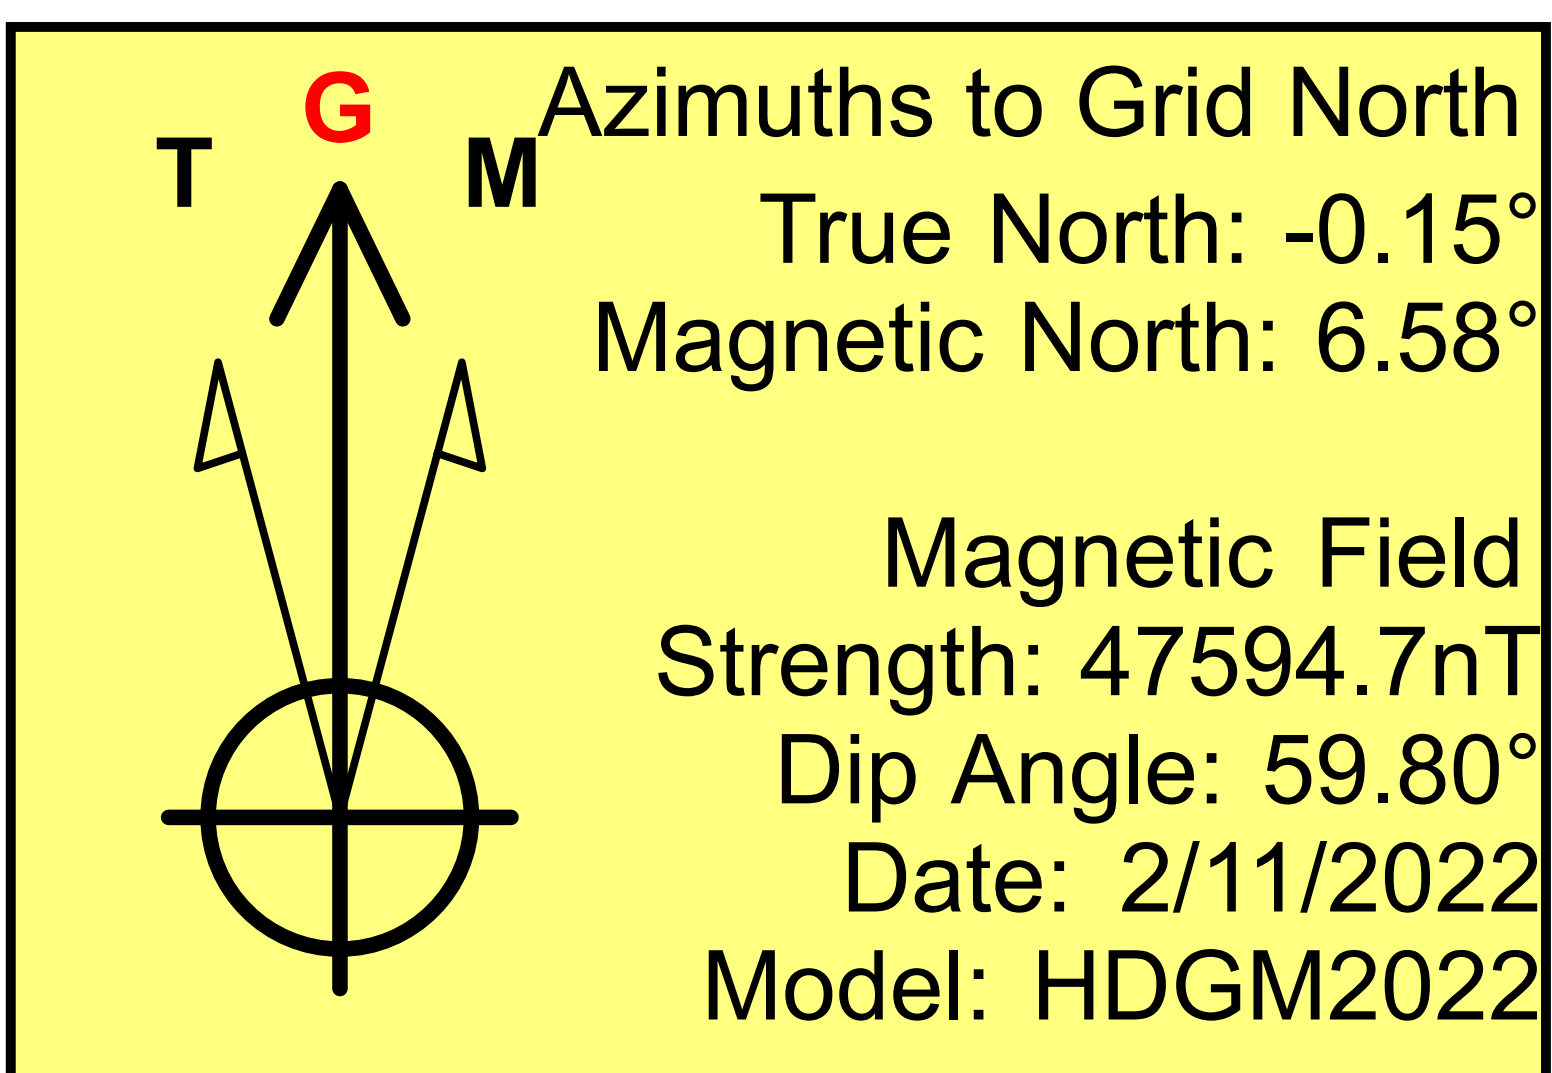 G
T
M
Azimuths to Grid North
True North: -0.15°
Magnetic North: 6.58°
Magnetic Field
Strength: 47594.7nT
Dip Angle: 59.80°
Date: 2/11/2022
Model: HDGM2022